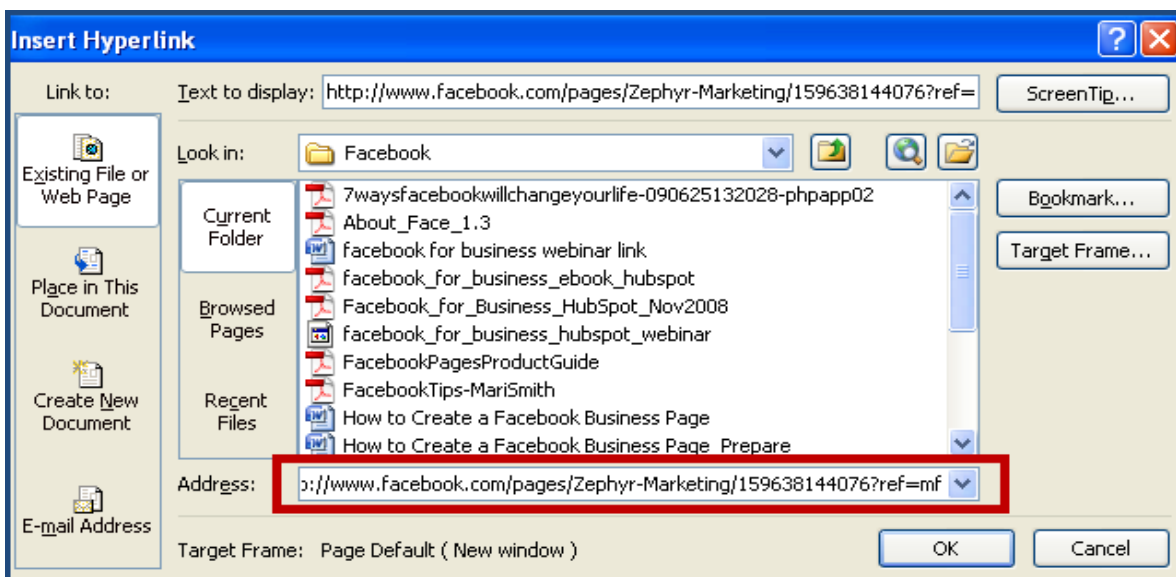 Insert Hyperlink
Link to:
Text to display: http://www.facebook.com/pages/Zephyr-Marketing/159638144076?ref=
ScreenTip...
Existing File or
Web Page
Place in This
Document
Create New
Document
E-mail Address
Look in: Facebook
Current
Folder
Browsed
Pages
Recent
Files
7waysfacebookwillchangeyourlife-090625132028-phpapp02
About_Face_1.3
facebook for business webinar link
facebook_for_business_ebook_hubspot
Facebook_for_Business_HubSpot_Nov2008
facebook_for_business_hubspot_webinar
FacebookPagesProductGuide
FacebookTips-MariSmith
How to Create a Facebook Business Page
How to Create a Facebook Business Page Prepare
Bookmark...
Target Frame...
Address: p://www.facebook.com/pages/Zephyr-Marketing/159638144076?ref=mf
Target Frame: Page Default ( New window )
OK
Cancel